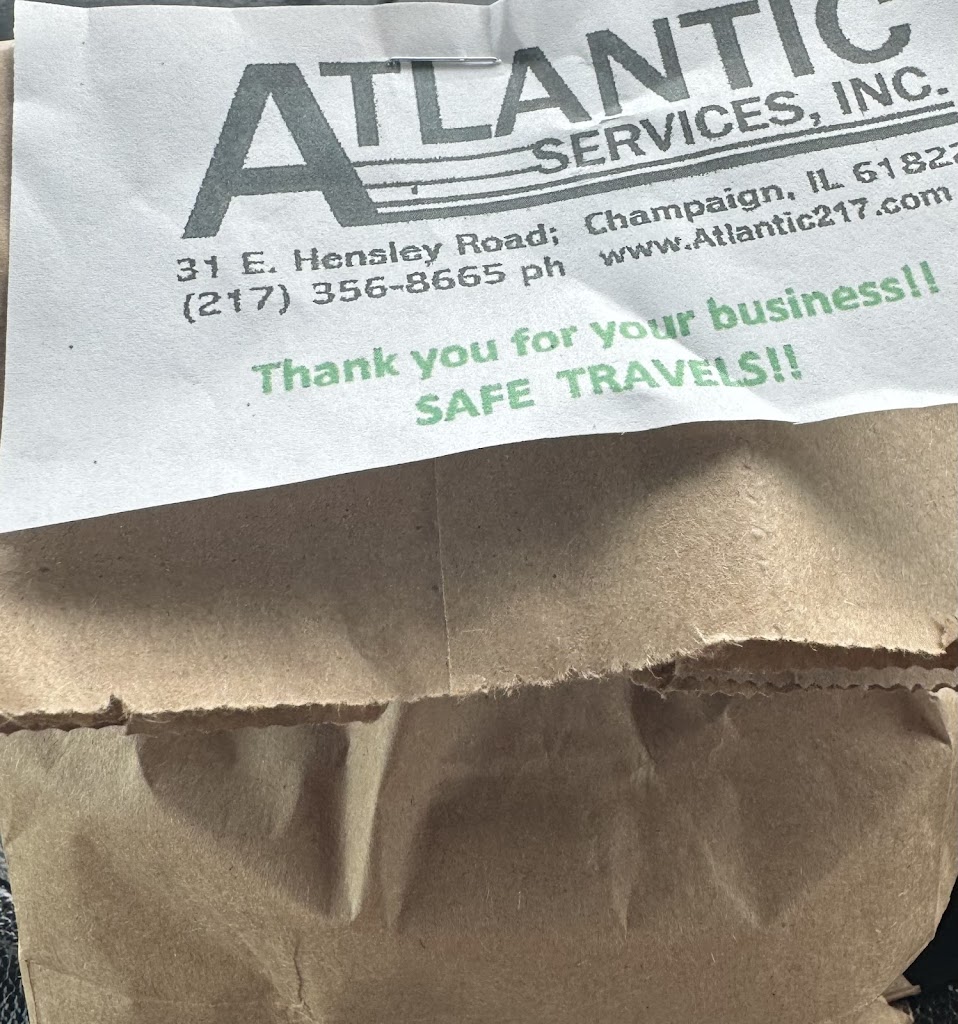 ATLANTIC
SERVICES, INC.
31 E. Hensley Road; Champaign, IL 61822
(217) 356-8665 ph www.Atlantic217.com
Thank you for your business!!
SAFE TRAVELS!!